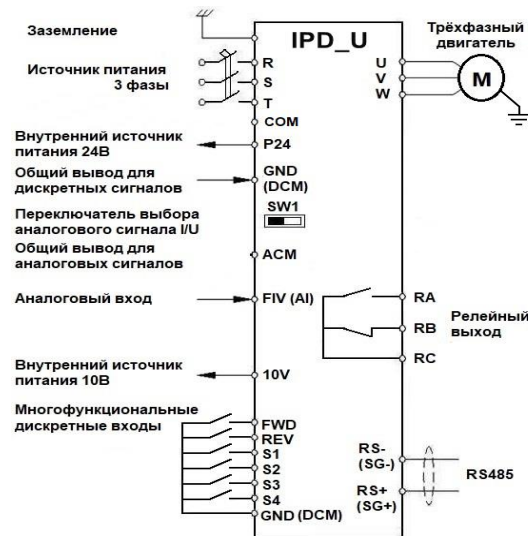 IPD_U
Заземление
Источник питания
3 фазы
R
S
T
COM
Внутренний источник
питания 24В
P24
Общий вывод для
дискретных сигналов
GND
(DCM)
SW1
Переключатель выбора
аналогового сигнала I/U
Общий вывод для
аналоговых сигналов
ACM
Аналоговый вход
FIV (AI)
Внутренний источник
питания 10В
10V
Многофункциональные
дискретные входы
FWD
REV
S1
S2
S3
S4
GND (DCM)
Трёхфазный
двигатель
U
V
W
M
RA
RB
RC
Релейный
выход
RS-
(SG-)
RS+
(SG+)
RS485